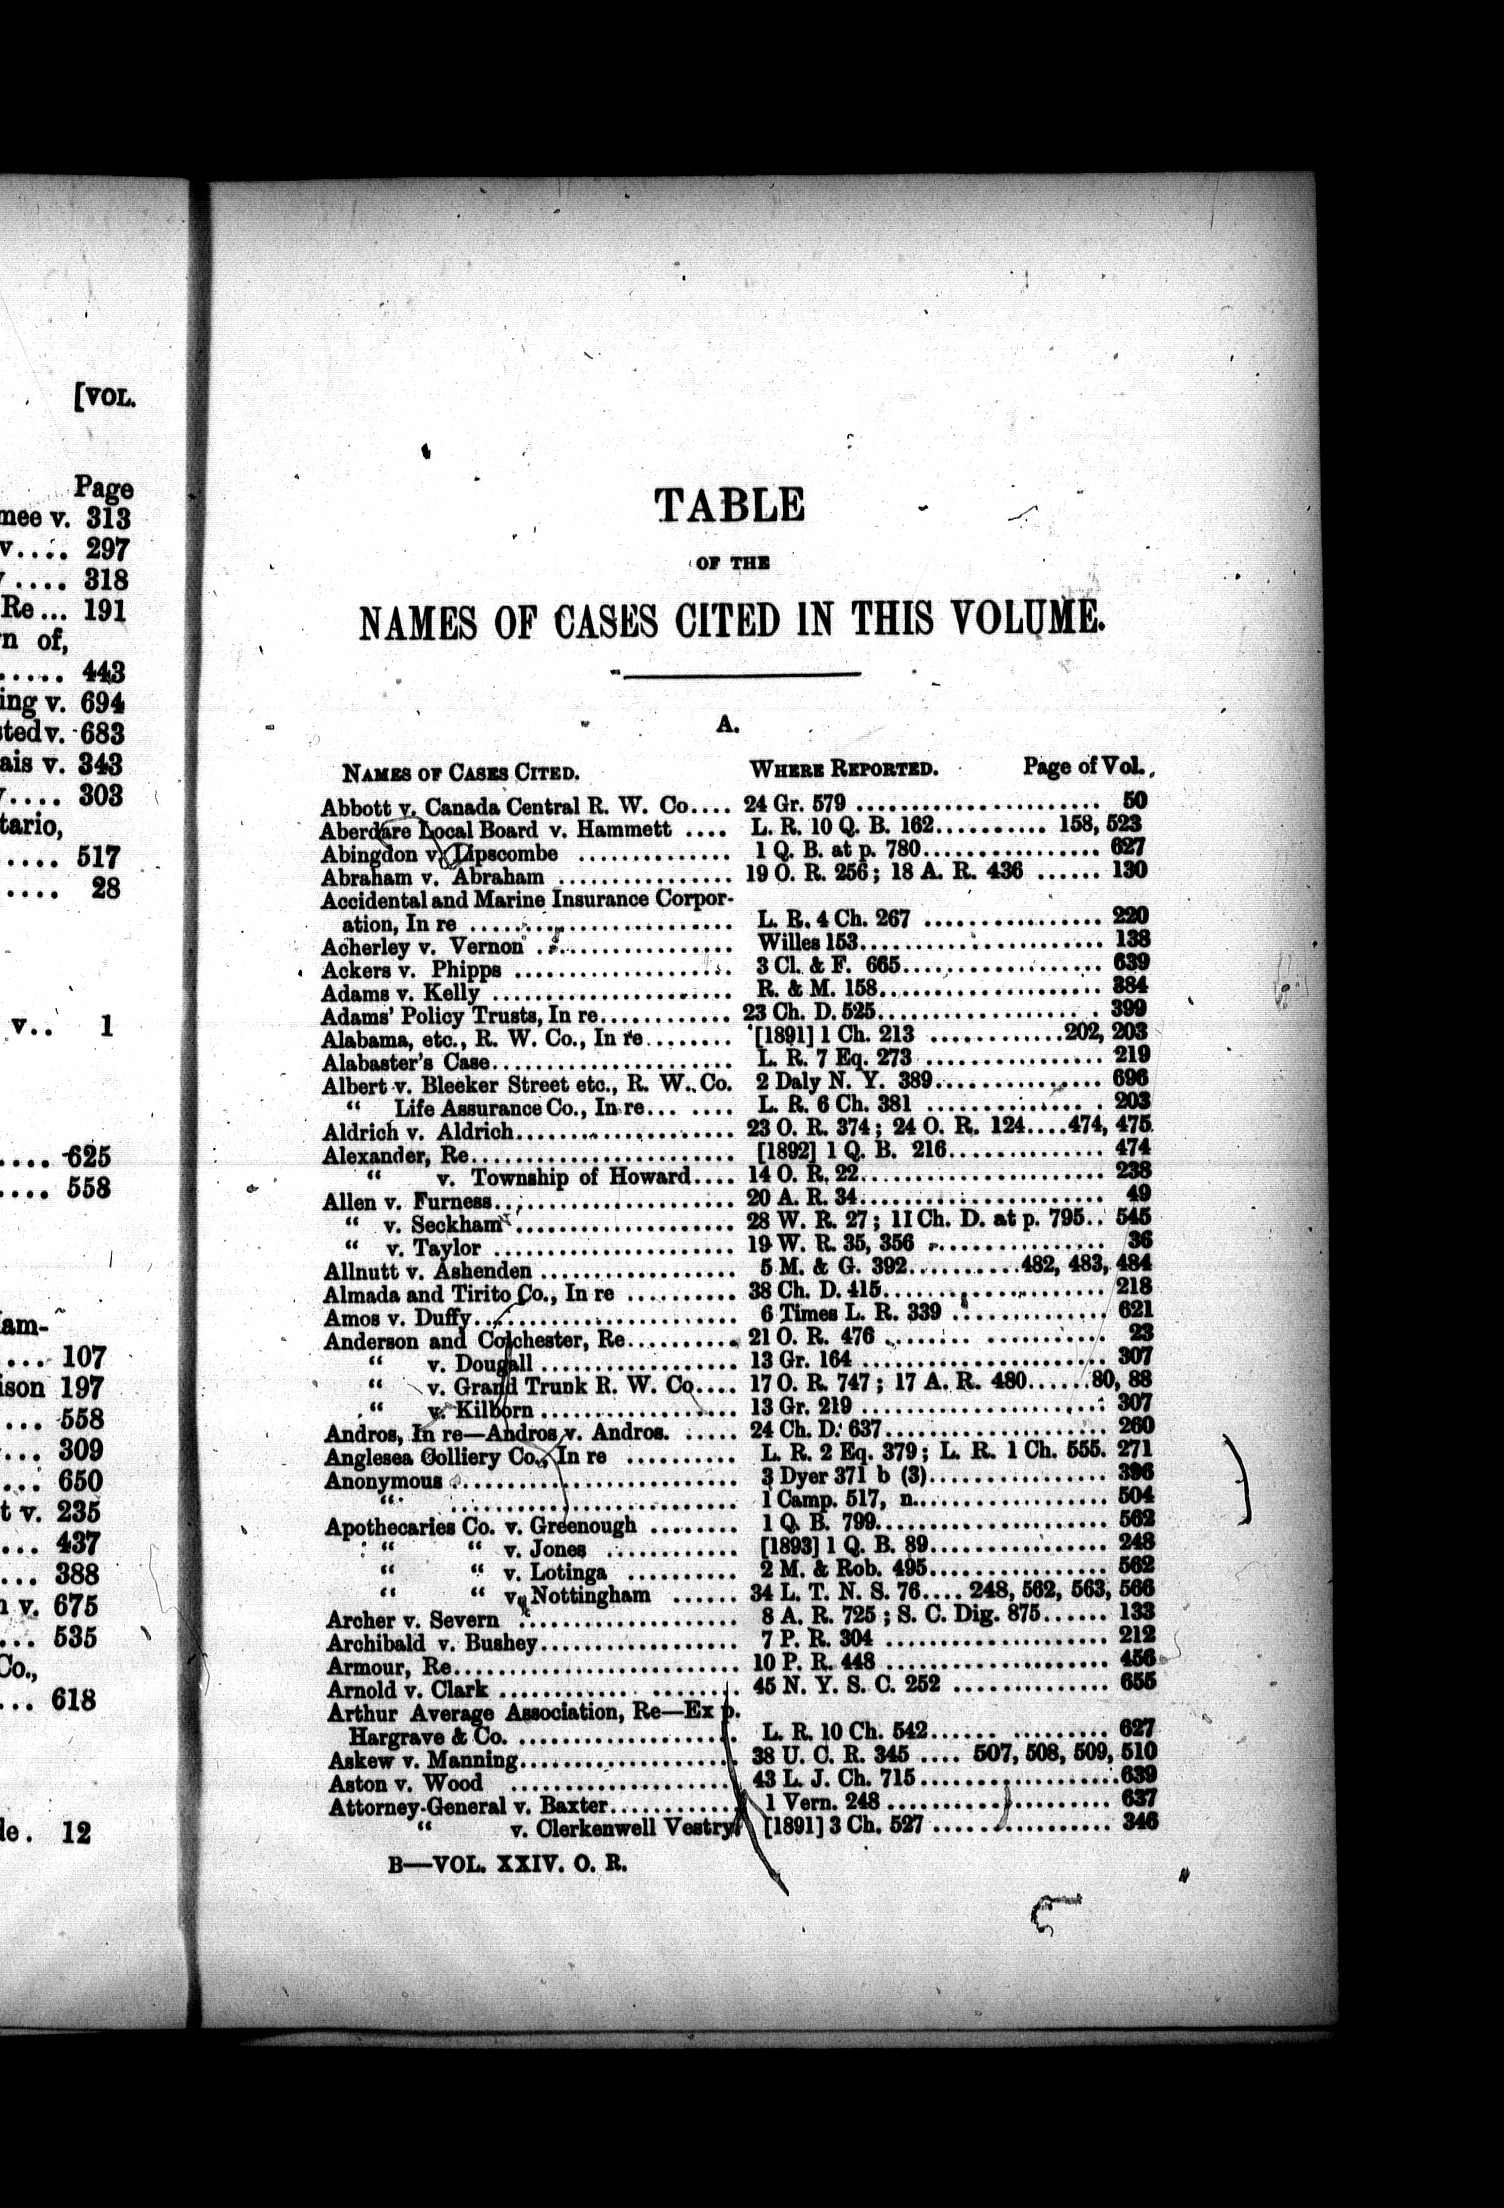 [VOL.
Page
mee v. 313
v.... 297
.... 318
Re... 191
n of,
..... 443
ing v. 694
sted v. 683
ais v. 343
.... 303
tario,
.... 517
.... 28
v.. 1
.... 625
.... 558
am-
... 107
ison 197
... 558
... 309
... 650
t v. 235
... 437
... 388
v. 675
... 535
Co.,
... 618
de. 12
TABLE
OF THE
NAMES OF CASES CITED IN THIS VOLUME.
A.
NAMES OF CASES CITED. WHERE REPORTED. Page of Vol.
Abbott v. Canada Central R. W. Co.... 24 Gr. 579 ...................... 50
Aberdare Local Board v. Hammett .... L. R. 10 Q. B. 162.......... 158, 523
Abingdon v. Lipscombe .............. 1 Q. B. at p. 780................ 627
Abraham v. Abraham ................ 19 O. R. 256; 18 A. R. 436 ...... 130
Accidental and Marine Insurance Corpor-
ation, In re ........................ L. R. 4 Ch. 267 ................ 220
Acherley v. Vernon .................. Willes 153...................... 138
Ackers v. Phipps .................... 3 Cl. & F. 665.................. 639
Adams v. Kelly ...................... R. & M. 158.................... 384
Adams' Policy Trusts, In re............ 23 Ch. D. 525.................... 399
Alabama, etc., R. W. Co., In re........ [1891] 1 Ch. 213 ............202, 203
Alabaster's Case...................... L. R. 7 Eq. 273 ................ 219
Albert v. Bleeker Street etc., R. W. Co. 2 Daly N. Y. 389............... 696
“ Life Assurance Co., In re....... L. R. 6 Ch. 381 ................ 203
Aldrich v. Aldrich.................... 23 O. R. 374; 24 O. R. 124....474, 475
Alexander, Re........................ [1892] 1 Q. B. 216.............. 474
“ v. Township of Howard.... 14 O. R. 22...................... 238
Allen v. Furness...................... 20 A. R. 34...................... 49
“ v. Seckham .................... 28 W. R. 27; 11 Ch. D. at p. 795.. 545
“ v. Taylor ...................... 19 W. R. 35, 356 ................ 36
Allnutt v. Ashenden .................. 5 M. & G. 392..........482, 483, 484
Almada and Tirito Co., In re .......... 38 Ch. D. 415.................... 218
Amos v. Duffy........................ 6 Times L. R. 339 .............. 621
Anderson and Colchester, Re.......... 21 O. R. 476 .................... 23
“ v. Dougall .................. 13 Gr. 164 ...................... 307
“ v. Grand Trunk R. W. Co.... 17 O. R. 747; 17 A. R. 480......80, 88
“ v. Kilborn .................. 13 Gr. 219 ...................... 307
Andros, In re—Andros v. Andros. ..... 24 Ch. D. 637.................... 260
Anglesea Colliery Co., In re .......... L. R. 2 Eq. 379; L. R. 1 Ch. 555. 271
Anonymous .......................... 3 Dyer 371 b (3)................ 396
“ .......................... 1 Camp. 517, n.................. 504
Apothecaries Co. v. Greenough ........ 1 Q. B. 799..................... 562
“ “ v. Jones ............ [1893] 1 Q. B. 89................ 248
“ “ v. Lotinga .......... 2 M. & Rob. 495................ 562
“ “ v. Nottingham ...... 34 L. T. N. S. 76.... 248, 562, 563, 566
Archer v. Severn .................... 8 A. R. 725; S. C. Dig. 875...... 133
Archibald v. Bushey.................. 7 P. R. 304 .................... 212
Armour, Re.......................... 10 P. R. 448 .................... 456
Arnold v. Clark ...................... 45 N. Y. S. C. 252 .............. 655
Arthur Average Association, Re—Ex p.
Hargrave & Co. .................... L. R. 10 Ch. 542................ 627
Askew v. Manning.................... 38 U. C. R. 345 .... 507, 508, 509, 510
Aston v. Wood .................... 43 L. J. Ch. 715..................639
Attorney-General v. Baxter............ 1 Vern. 248 .................... 637
“ v. Clerkenwell Vestry. [1891] 3 Ch. 527 ................ 346
B—VOL. XXIV. O. R.